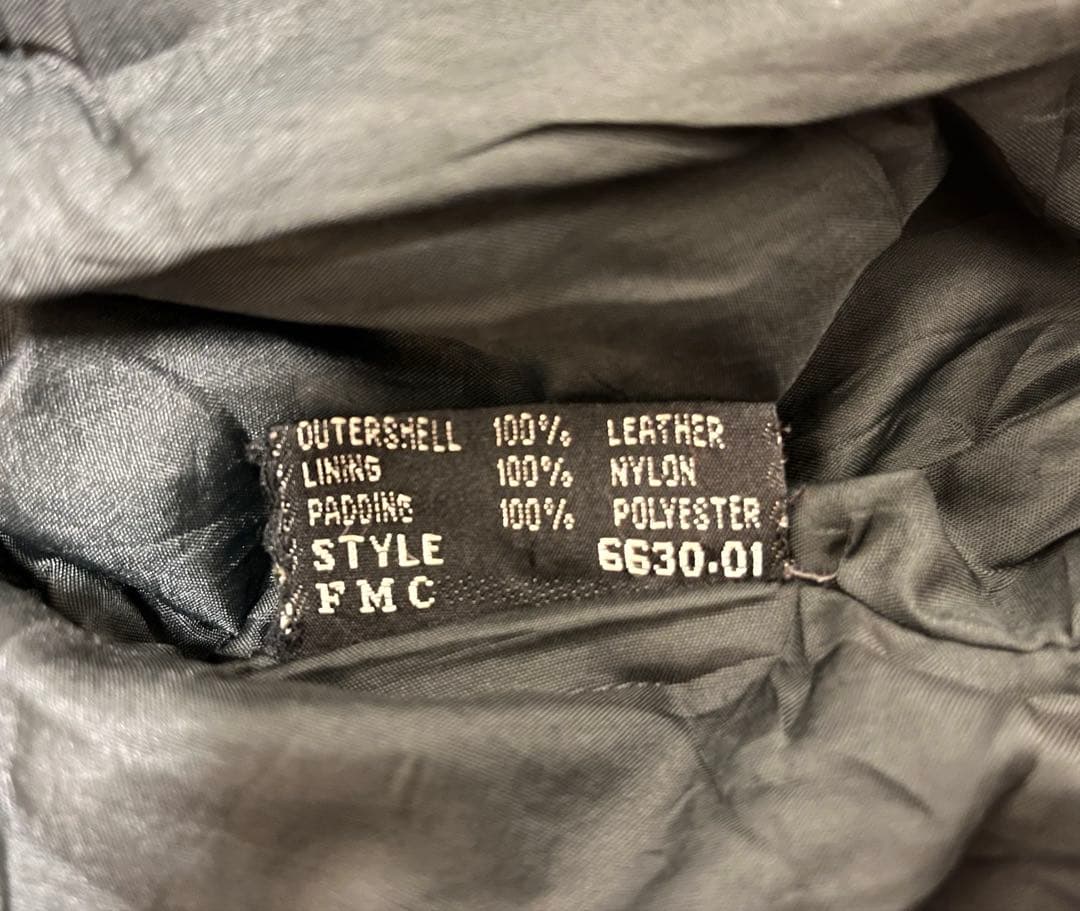 OUTERSHELL 100% LEATHER
LINING 100% NYLON
PADDING 100% POLYESTER
STYLE 6630.01
FMC